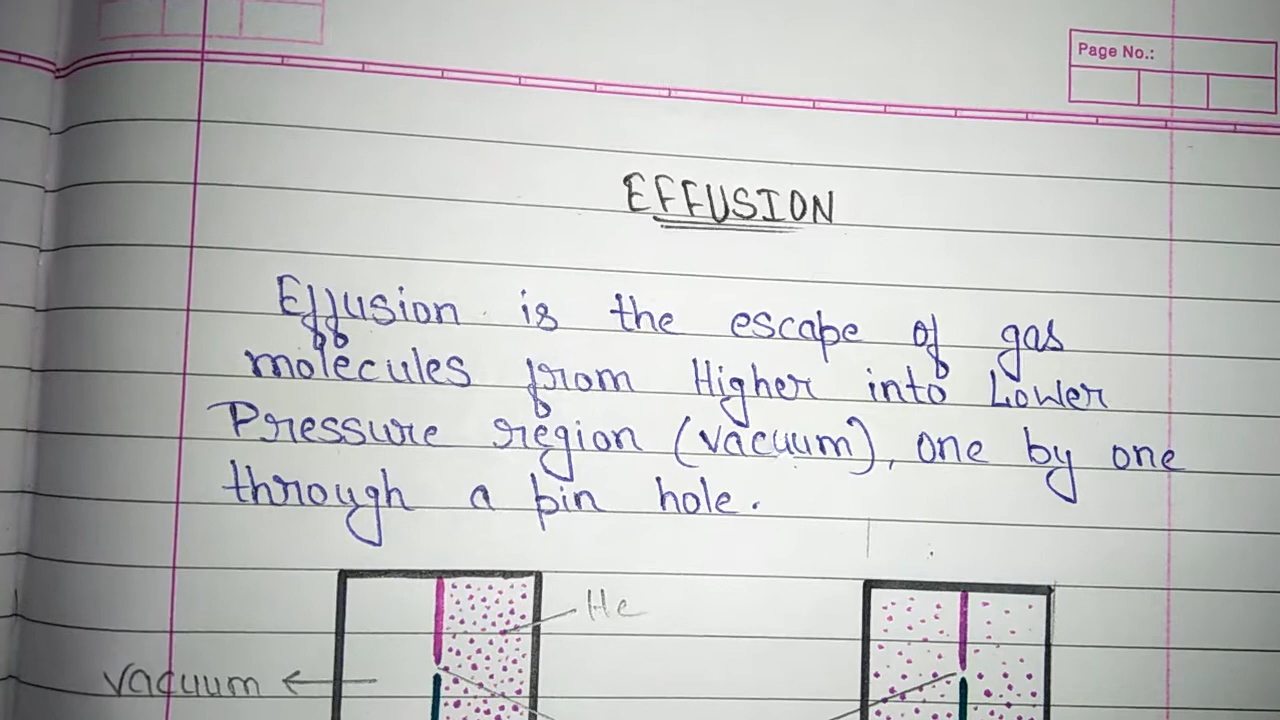 Page No.:
EFFUSION
Effusion is the escape of gas
molecules from Higher into Lower
Pressure region (vacuum), one by one
through a pin hole.
He
Vacuum